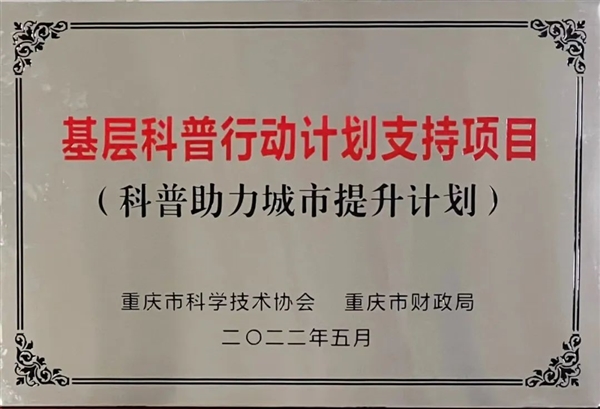 基层科普行动计划支持项目
（科普助力城市提升计划）
重庆市科学技术协会 重庆市财政局
二〇二二年五月